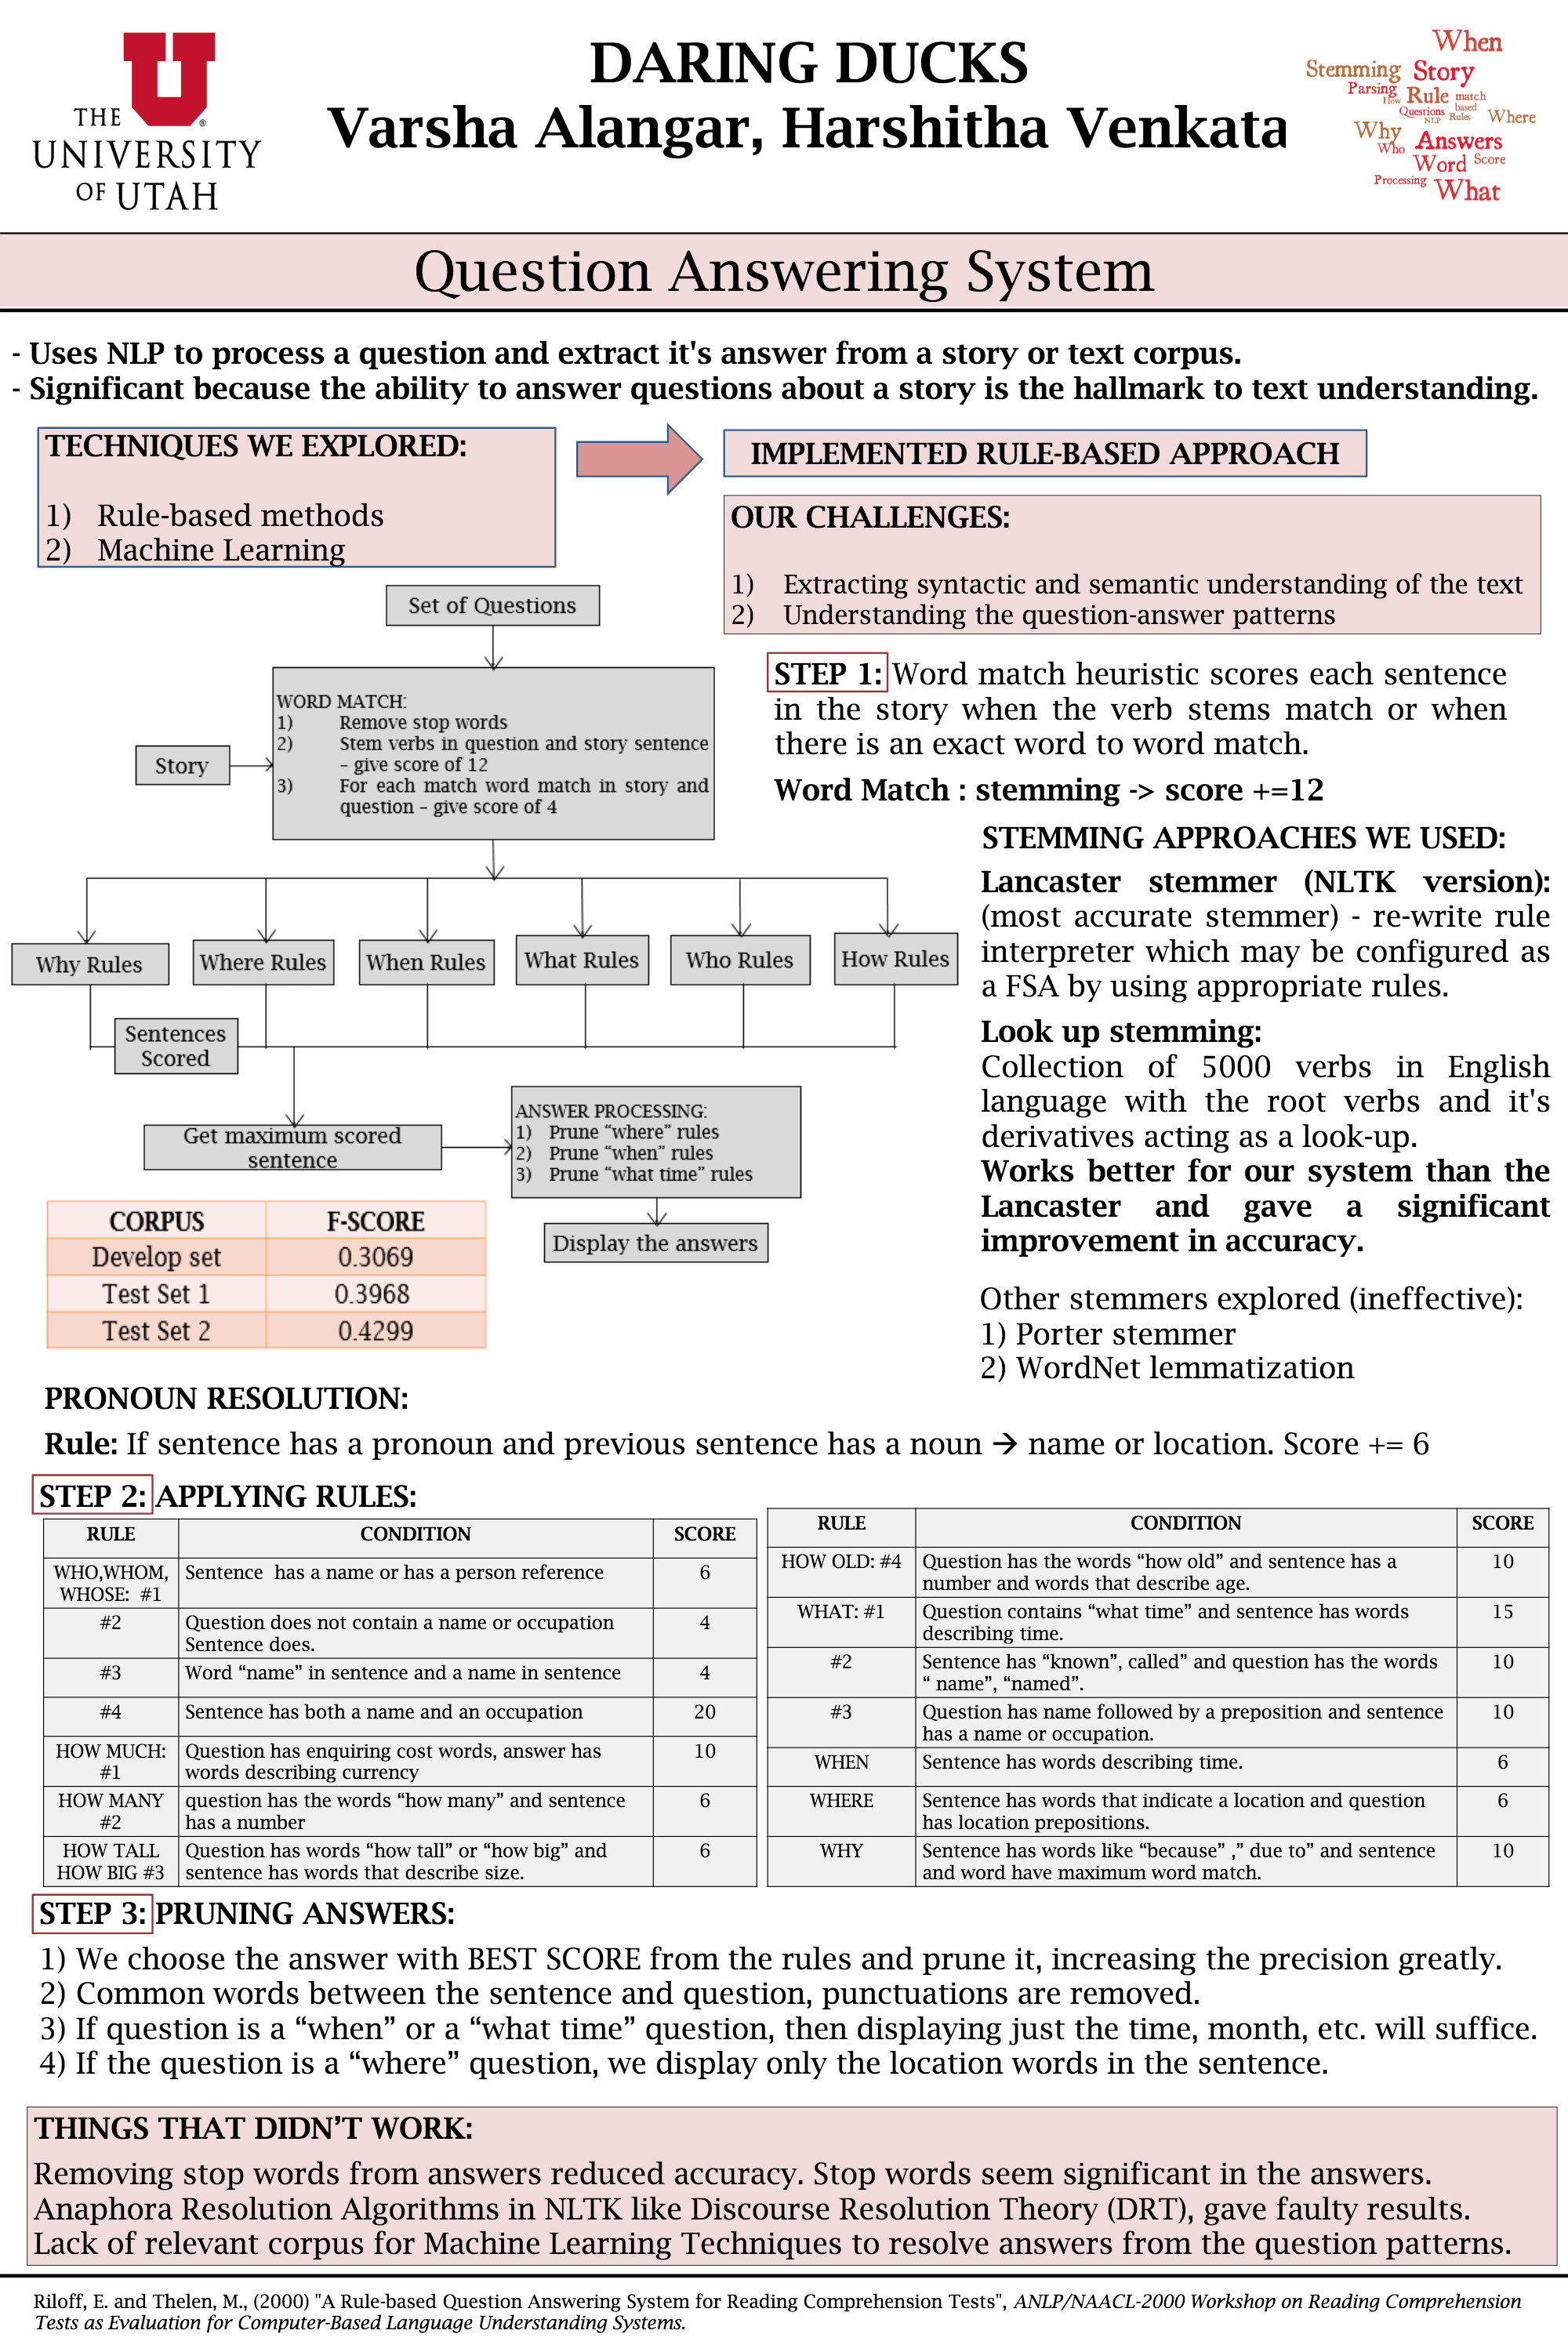 THE
UNIVERSITY
OF UTAH
®
DARING DUCKS
Varsha Alangar, Harshitha Venkata
When
Stemming Story
Parsing
How Rule match
based
Questions
NLP Rules Where
Why
Who Answers
Word Score
Processing What
Question Answering System
- Uses NLP to process a question and extract it's answer from a story or text corpus.
- Significant because the ability to answer questions about a story is the hallmark to text understanding.
TECHNIQUES WE EXPLORED:
1) Rule-based methods
2) Machine Learning
IMPLEMENTED RULE-BASED APPROACH
OUR CHALLENGES:
1) Extracting syntactic and semantic understanding of the text
2) Understanding the question-answer patterns
Set of Questions
WORD MATCH:
1) Remove stop words
2) Stem verbs in question and story sentence
– give score of 12
3) For each match word match in story and
question – give score of 4
Story
Why Rules
Where Rules
When Rules
What Rules
Who Rules
How Rules
Sentences
Scored
Get maximum scored
sentence
ANSWER PROCESSING:
1) Prune “where” rules
2) Prune “when” rules
3) Prune “what time” rules
Display the answers
STEP 1: Word match heuristic scores each sentence
in the story when the verb stems match or when
there is an exact word to word match.
Word Match : stemming -> score +=12
STEMMING APPROACHES WE USED:
Lancaster stemmer (NLTK version):
(most accurate stemmer) - re-write rule
interpreter which may be configured as
a FSA by using appropriate rules.
Look up stemming:
Collection of 5000 verbs in English
language with the root verbs and it's
derivatives acting as a look-up.
Works better for our system than the
Lancaster and gave a significant
improvement in accuracy.
Other stemmers explored (ineffective):
1) Porter stemmer
2) WordNet lemmatization
CORPUS F-SCORE
Develop set 0.3069
Test Set 1 0.3968
Test Set 2 0.4299
PRONOUN RESOLUTION:
Rule: If sentence has a pronoun and previous sentence has a noun → name or location. Score += 6
STEP 2: APPLYING RULES:
RULE CONDITION SCORE
WHO,WHOM, Sentence has a name or has a person reference 6
WHOSE: #1
#2 Question does not contain a name or occupation 4
Sentence does.
#3 Word “name” in sentence and a name in sentence 4
#4 Sentence has both a name and an occupation 20
HOW MUCH: Question has enquiring cost words, answer has 10
#1 words describing currency
HOW MANY question has the words “how many” and sentence 6
#2 has a number
HOW TALL Question has words “how tall” or “how big” and 6
HOW BIG #3 sentence has words that describe size.
RULE CONDITION SCORE
HOW OLD: #4 Question has the words “how old” and sentence has a 10
number and words that describe age.
WHAT: #1 Question contains “what time” and sentence has words 15
describing time.
#2 Sentence has “known”, called” and question has the words 10
“ name”, “named”.
#3 Question has name followed by a preposition and sentence 10
has a name or occupation.
WHEN Sentence has words describing time. 6
WHERE Sentence has words that indicate a location and question 6
has location prepositions.
WHY Sentence has words like “because” ,” due to” and sentence 10
and word have maximum word match.
STEP 3: PRUNING ANSWERS:
1) We choose the answer with BEST SCORE from the rules and prune it, increasing the precision greatly.
2) Common words between the sentence and question, punctuations are removed.
3) If question is a “when” or a “what time” question, then displaying just the time, month, etc. will suffice.
4) If the question is a “where” question, we display only the location words in the sentence.
THINGS THAT DIDN’T WORK:
Removing stop words from answers reduced accuracy. Stop words seem significant in the answers.
Anaphora Resolution Algorithms in NLTK like Discourse Resolution Theory (DRT), gave faulty results.
Lack of relevant corpus for Machine Learning Techniques to resolve answers from the question patterns.
Riloff, E. and Thelen, M., (2000) "A Rule-based Question Answering System for Reading Comprehension Tests", ANLP/NAACL-2000 Workshop on Reading Comprehension
Tests as Evaluation for Computer-Based Language Understanding Systems.